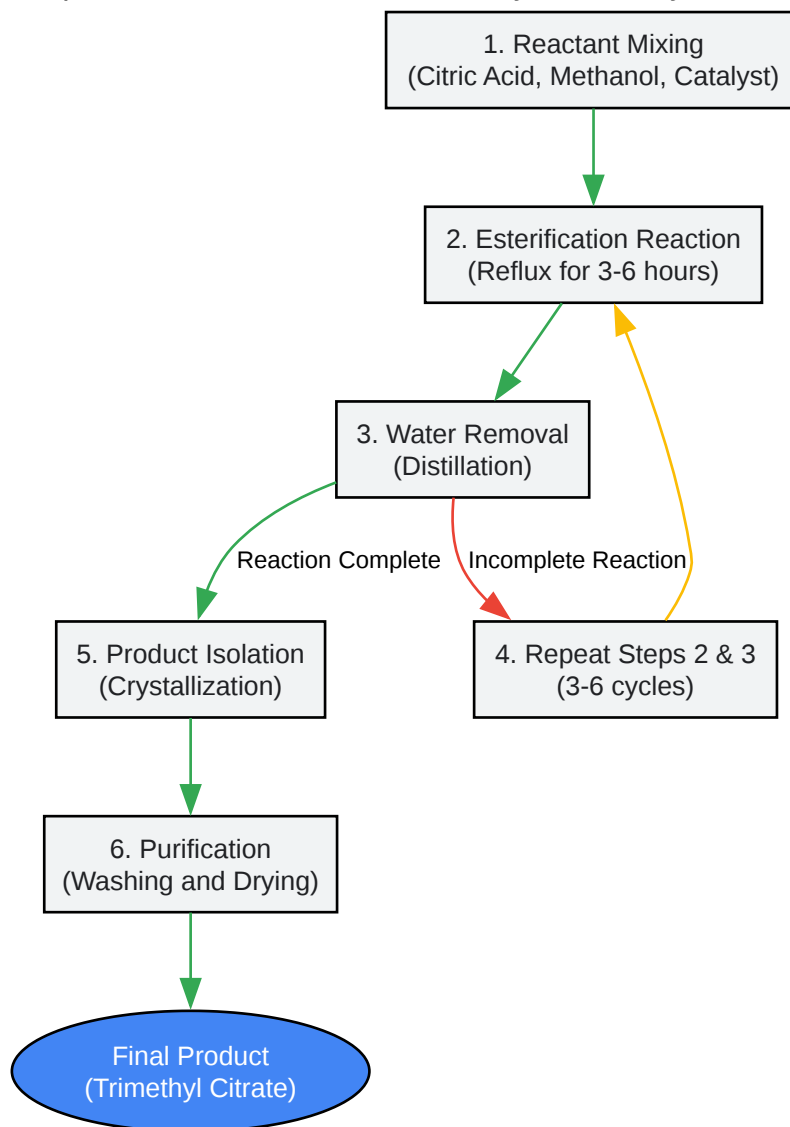 1. Reactant Mixing
(Citric Acid, Methanol, Catalyst)
2. Esterification Reaction
(Reflux for 3-6 hours)
3. Water Removal
(Distillation)
Reaction Complete
Incomplete Reaction
5. Product Isolation
(Crystallization)
4. Repeat Steps 2 & 3
(3-6 cycles)
6. Purification
(Washing and Drying)
Final Product
(Trimethyl Citrate)